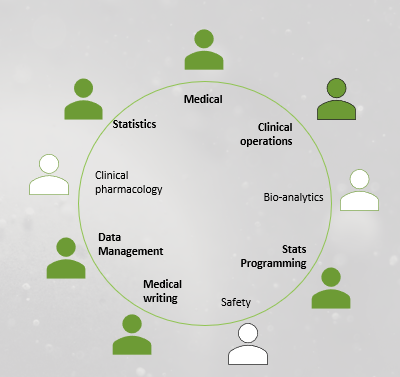 Medical
Statistics
Clinical
operations
Clinical
pharmacology
Bio-analytics
Data
Management
Stats
Programming
Medical
writing
Safety